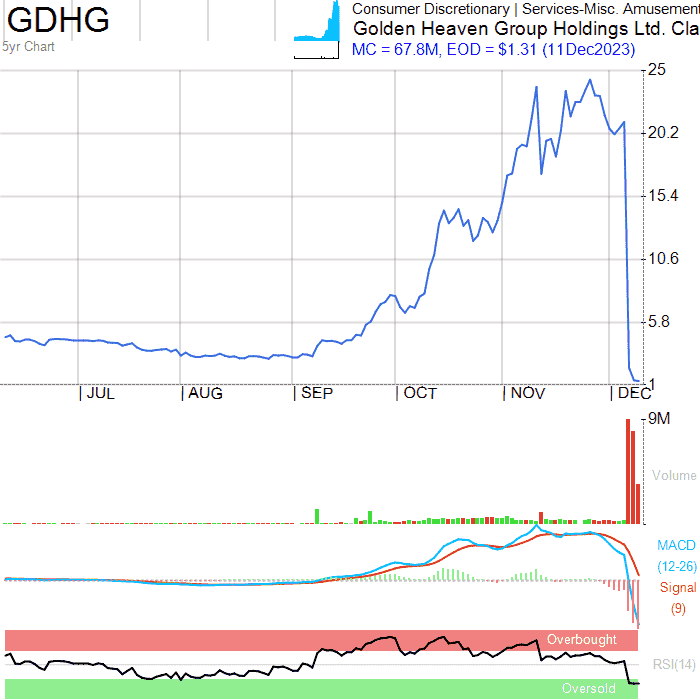 GDHG
5yr Chart
Consumer Discretionary | Services-Misc. Amusement
Golden Heaven Group Holdings Ltd. Cla
MC = 67.8M, EOD = $1.31 (11Dec2023)
25
20.2
15.4
10.6
5.8
1
JUL
AUG
SEP
OCT
NOV
DEC
9M
Volume
MACD
(12-26)
Signal
(9)
Overbought
RSI(14)
Oversold